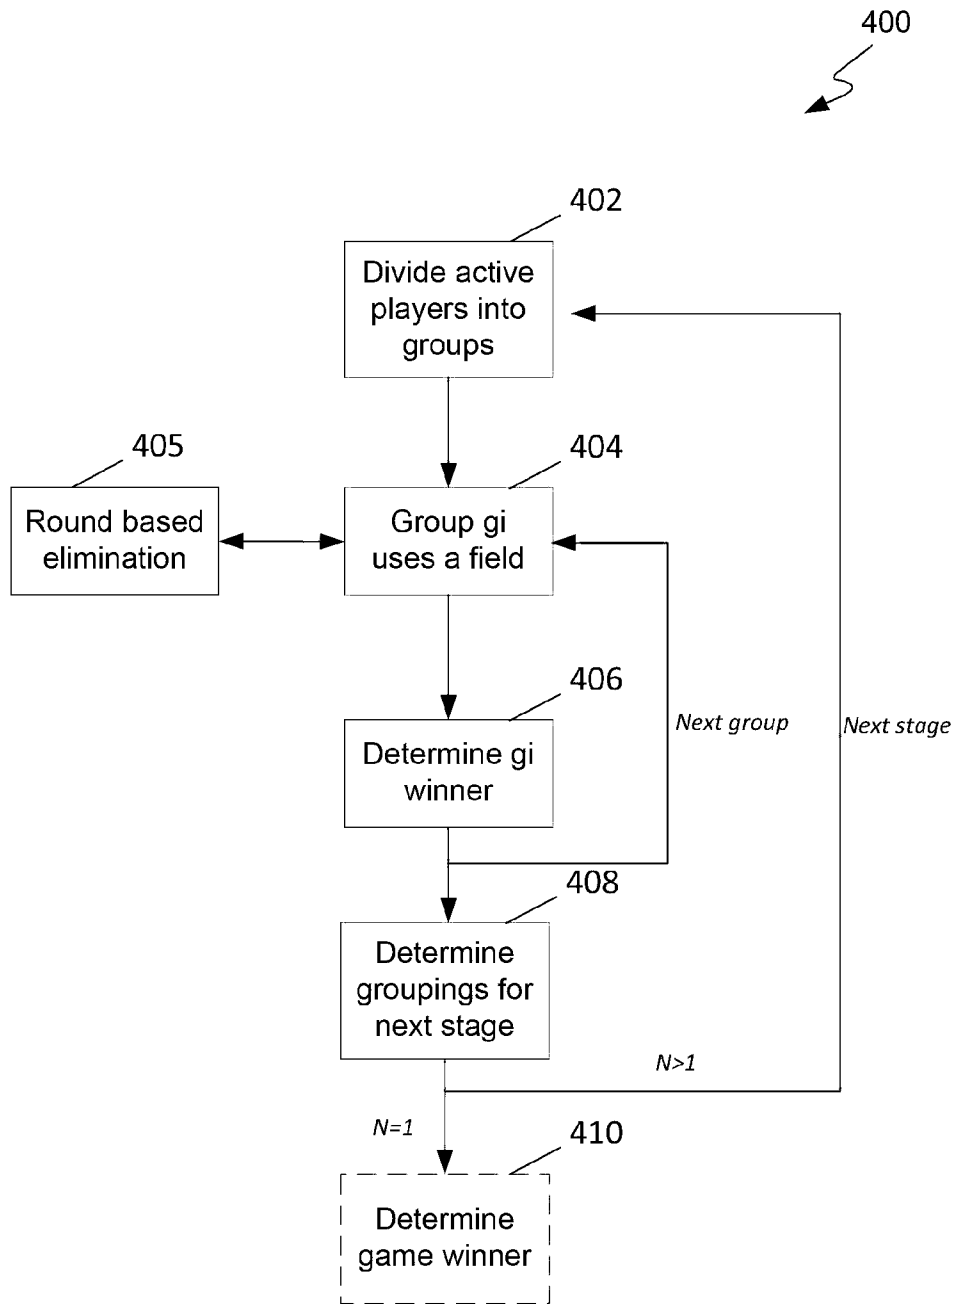 400
402
Divide active
players into
groups
405
Round based
elimination
404
Group gi
uses a field
406
Determine gi
winner
Next group
Next stage
408
Determine
groupings for
next stage
N>1
N=1
410
Determine
game winner